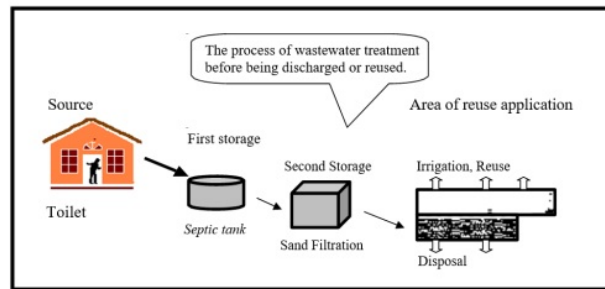 The process of wastewater treatment
before being discharged or reused.
Source
Area of reuse application
First storage
Second Storage
Irrigation, Reuse
Toilet
Septic tank
Sand Filtration
Disposal